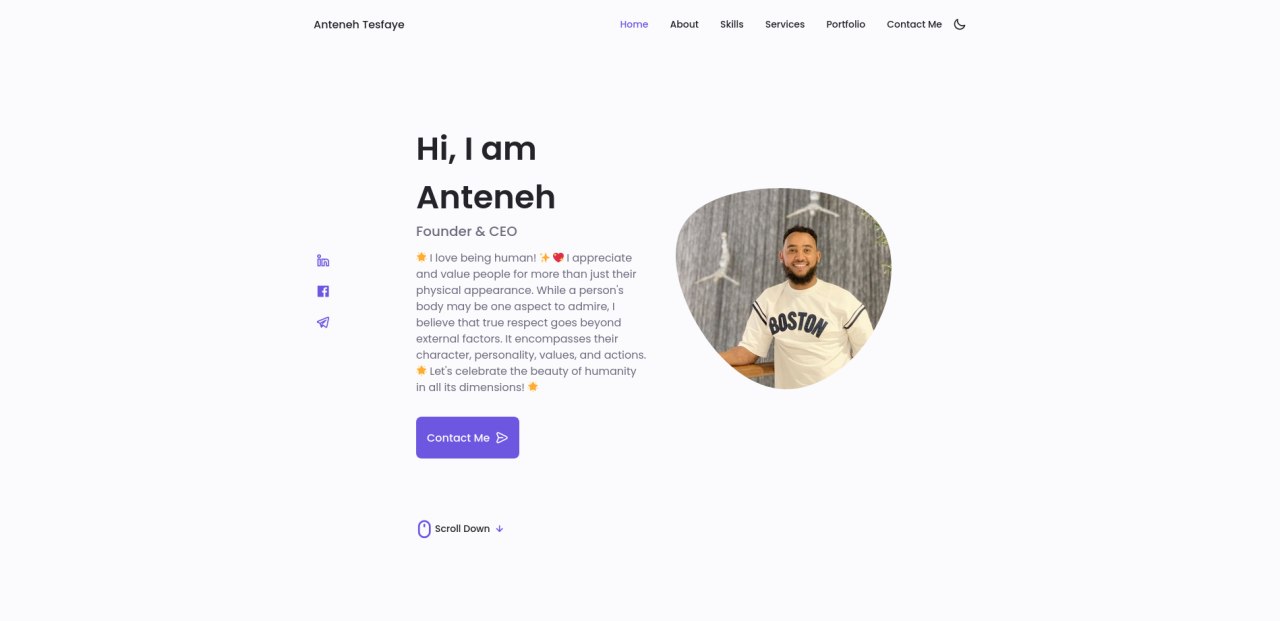 Anteneh Tesfaye
Home About Skills Services Portfolio Contact Me
Hi, I am
Anteneh
Founder & CEO
🌟 I love being human! ✨ ❤️ I appreciate
and value people for more than just their
physical appearance. While a person's
body may be one aspect to admire, I
believe that true respect goes beyond
external factors. It encompasses their
character, personality, values, and actions.
🌟 Let's celebrate the beauty of humanity
in all its dimensions! 🌟
BOSTON
Contact Me
Scroll Down